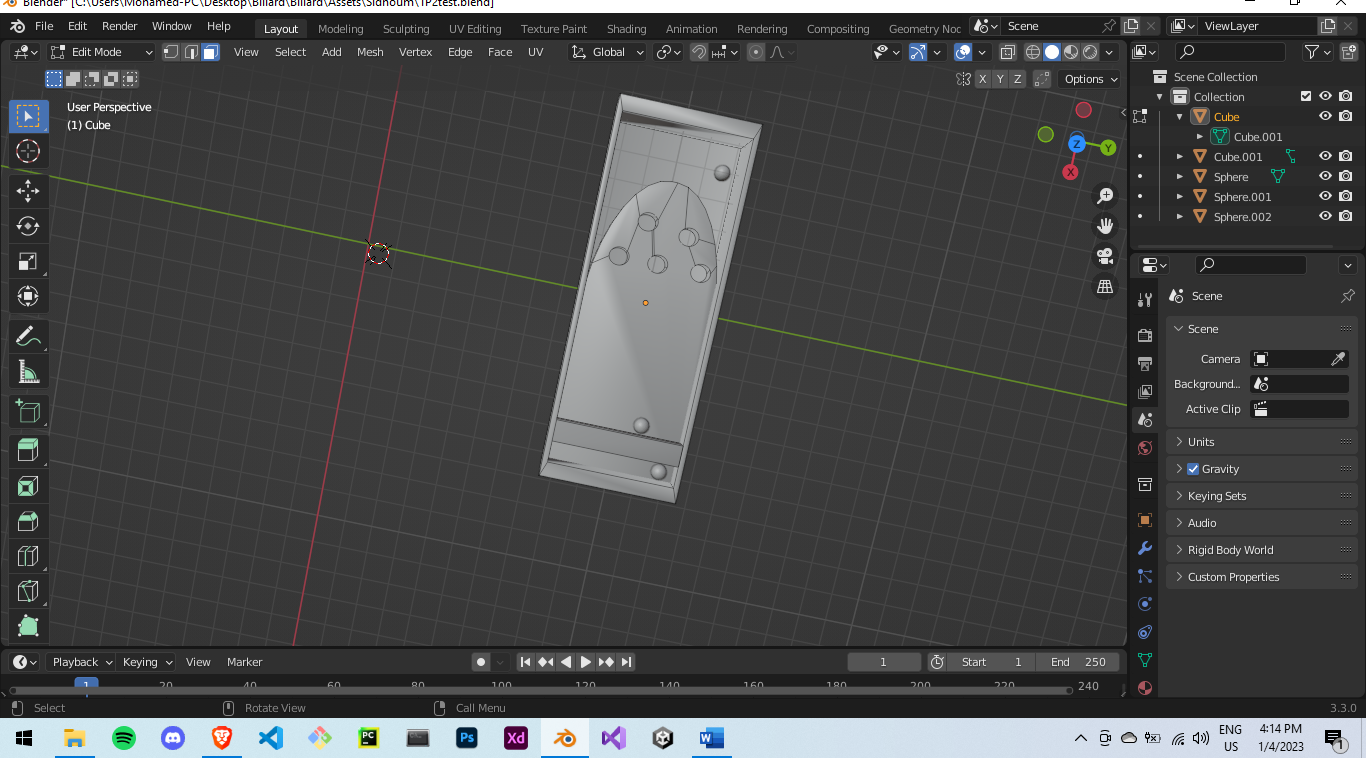 Blender* [C:\Users\Mohamed-PC\Desktop\Billard\Billard\Assets\Sidhoum\TP2test.blend]
File Edit Render Window Help Layout Modeling Sculpting UV Editing Texture Paint Shading Animation Rendering Compositing Geometry Noc Scene ViewLayer
Edit Mode View Select Add Mesh Vertex Edge Face UV Global
X Y Z Options
User Perspective
(1) Cube
Scene Collection
Collection
Cube
Cube.001
Cube.001
Sphere
Sphere.001
Sphere.002
Z Y
X
Scene
Scene
Camera
Background...
Active Clip
Units
Gravity
Keying Sets
Audio
Rigid Body World
Custom Properties
Playback Keying View Marker 1 Start 1 End 250
1 20 40 60 80 100 120 140 160 180 200 220 240
Select Rotate View Call Menu 3.3.0
PC Ps Xd W
ENG
US
4:14 PM
1/4/2023
1